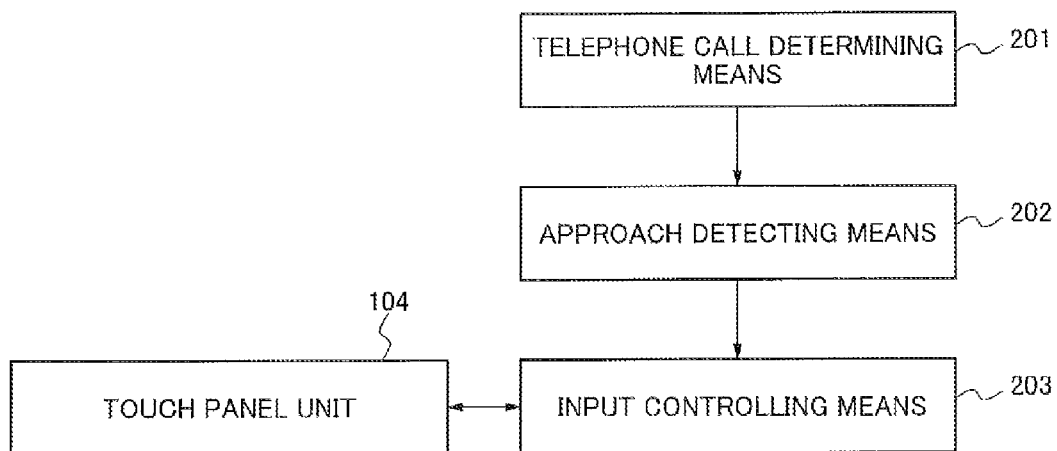 TELEPHONE CALL DETERMINING
MEANS
201
APPROACH DETECTING MEANS
202
104
TOUCH PANEL UNIT
INPUT CONTROLLING MEANS
203